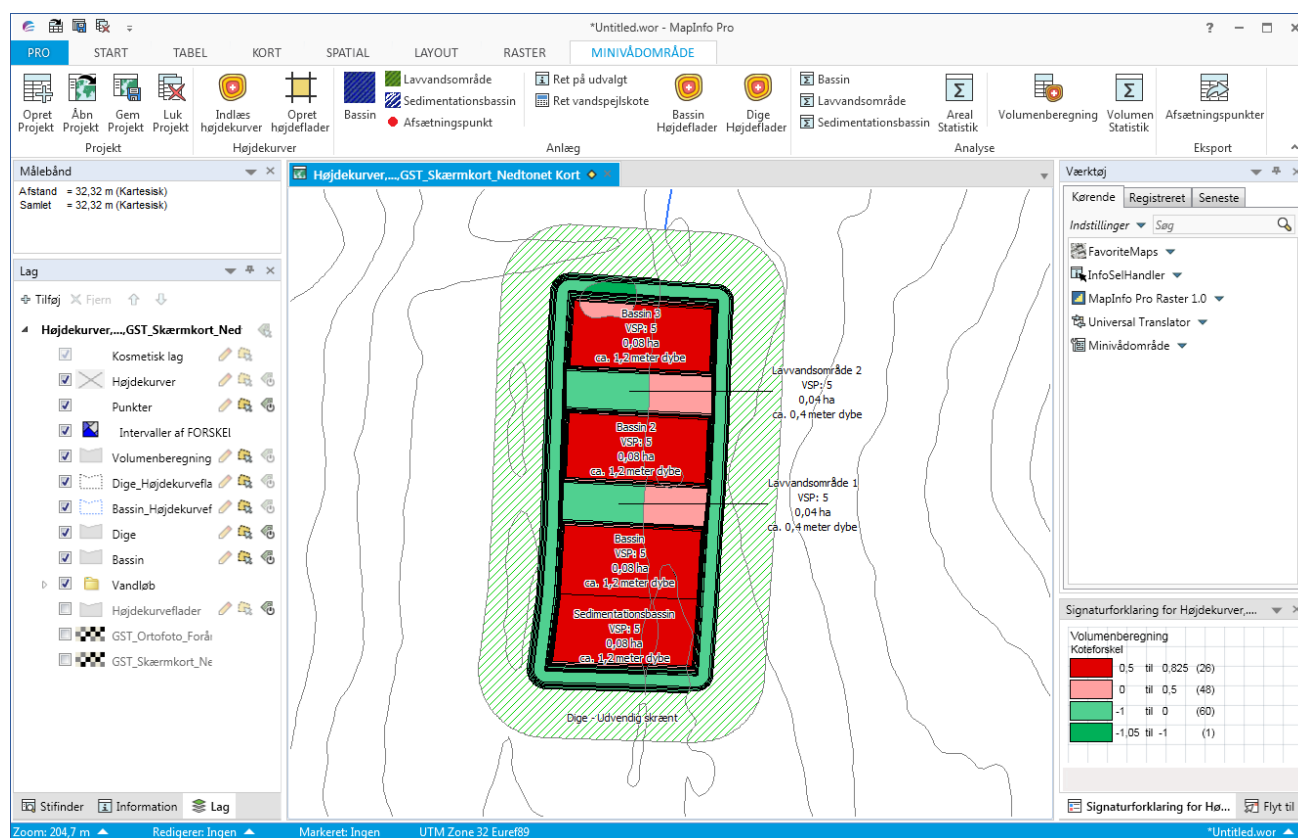 *Untitled.wor - MapInfo Pro
PRO START TABEL KORT SPATIAL LAYOUT RASTER MINIVÅDOMRÅDE
Opret Projekt
Åbn Projekt
Gem Projekt
Luk Projekt
Projekt
Indlæs højdekurver
Opret højdeflader
Højdekurver
Bassin
Lavvandsområde
Sedimentationsbassin
Afsætningspunkt
Ret på udvalgt
Ret vandspejlskote
Bassin Højdeflader
Dige Højdeflader
Anlæg
Bassin
Lavvandsområde
Sedimentationsbassin
Areal Statistik
Volumenberegning
Volumen Statistik
Analyse
Afsætningspunkter
Eksport
Målebånd
Afstand = 32,32 m (Kartesisk)
Samlet = 32,32 m (Kartesisk)
Lag
Tilføj Fjern
Højdekurver,...,GST_Skærmkort_Ned
Kosmetisk lag
Højdekurver
Punkter
Intervaller af FORSKEL
Volumenberegning
Dige_Højdekurvefla
Bassin_Højdekurvef
Dige
Bassin
Vandløb
Højdekurveflader
GST_Ortofoto_Forår
GST_Skærmkort_Ne
Stifinder Information Lag
Højdekurver,...,GST_Skærmkort_Nedtonet Kort
Bassin 3
VSP: 5
0,08 ha
ca. 1,2 meter dybe
Lavvandsområde 2
VSP: 5
0,04 ha
ca. 0,4 meter dybe
Bassin 2
VSP: 5
0,08 ha
ca. 1,2 meter dybe
Lavvandsområde 1
VSP: 5
0,04 ha
ca. 0,4 meter dybe
Bassin
VSP: 5
0,08 ha
ca. 1,2 meter dybe
Sedimentationsbassin
VSP: 5
0,08 ha
ca. 1,2 meter dybe
Dige - Udvendig skrænt
Værktøj
Kørende Registreret Seneste
Indstillinger Søg
FavoriteMaps
InfoSelHandler
MapInfo Pro Raster 1.0
Universal Translator
Minivådområde
Signaturforklaring for Højdekurver,....
Volumenberegning
Koteforskel
0,5 til 0,825 (26)
0 til 0,5 (48)
-1 til 0 (60)
-1,05 til -1 (1)
Signaturforklaring for Hø... Flyt til
Zoom: 204,7 m Redigerer: Ingen Markeret: Ingen UTM Zone 32 Euref89 *Untitled.wor